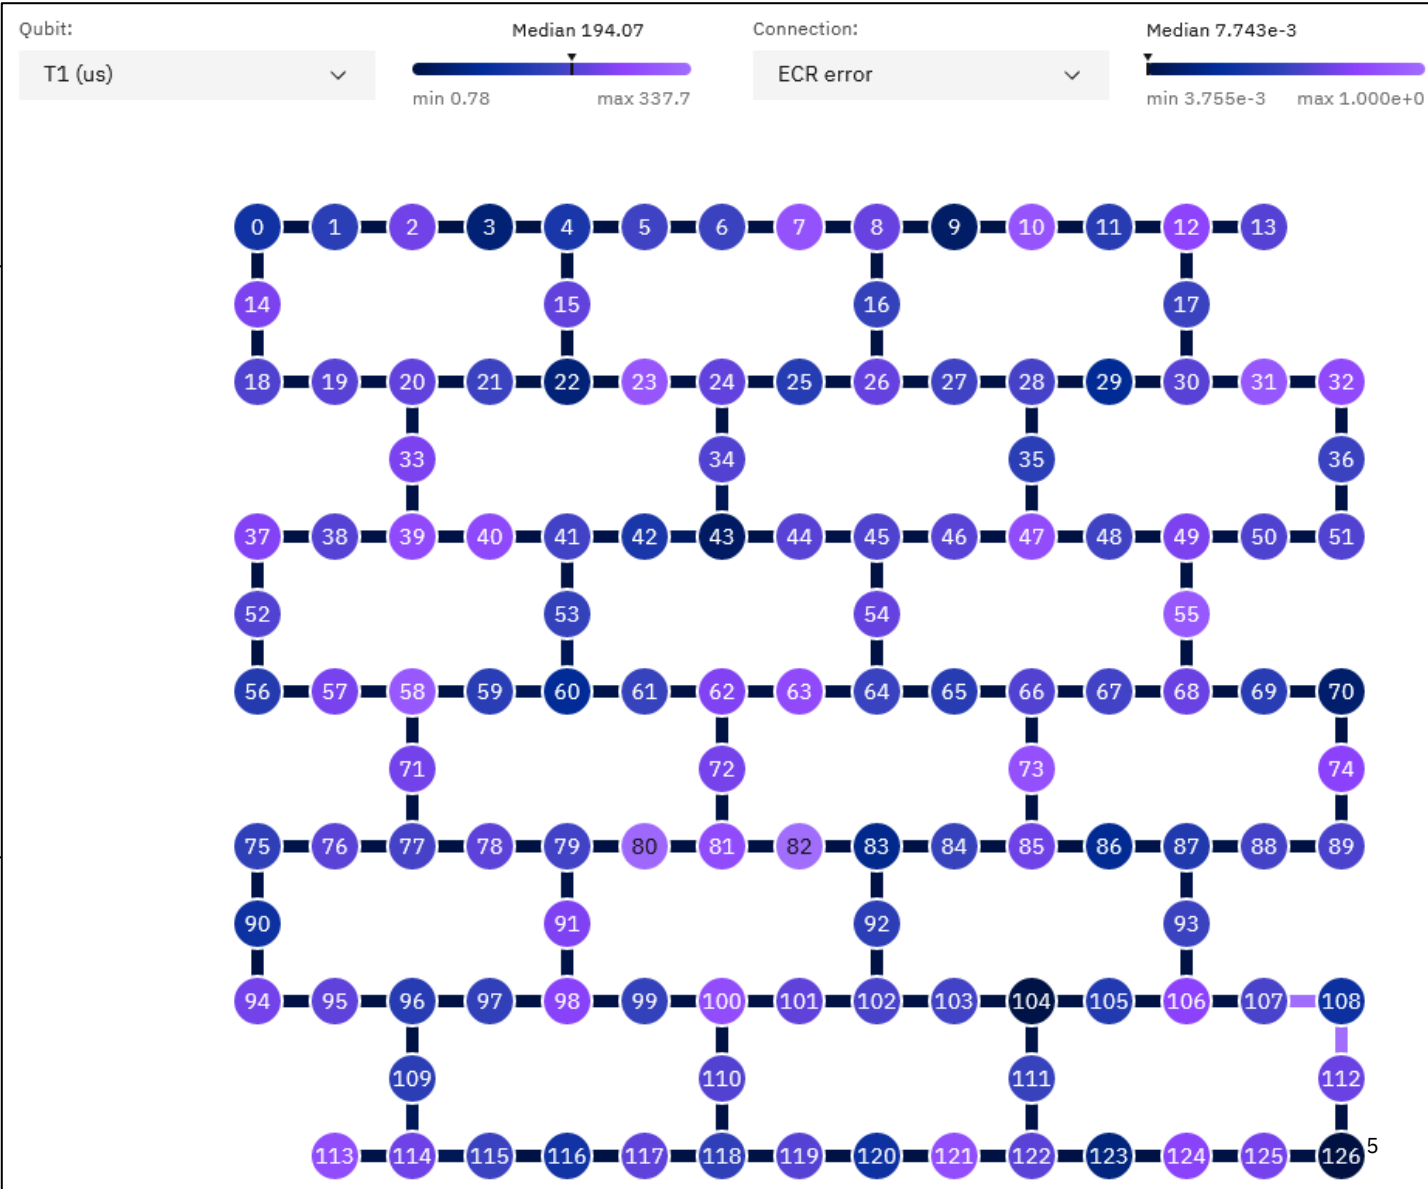 Qubit: Median 194.07 Connection: Median 7.743e-3
T1 (us) ECR error
min 0.78 max 337.7 min 3.755e-3 max 1.000e+0
0 1 2 3 4 5 6 7 8 9 10 11 12 13
14 15 16 17
18 19 20 21 22 23 24 25 26 27 28 29 30 31 32
33 34 35 36
37 38 39 40 41 42 43 44 45 46 47 48 49 50 51
52 53 54 55
56 57 58 59 60 61 62 63 64 65 66 67 68 69 70
71 72 73 74
75 76 77 78 79 80 81 82 83 84 85 86 87 88 89
90 91 92 93
94 95 96 97 98 99 100 101 102 103 104 105 106 107 108
109 110 111 112
113 114 115 116 117 118 119 120 121 122 123 124 125 126 5